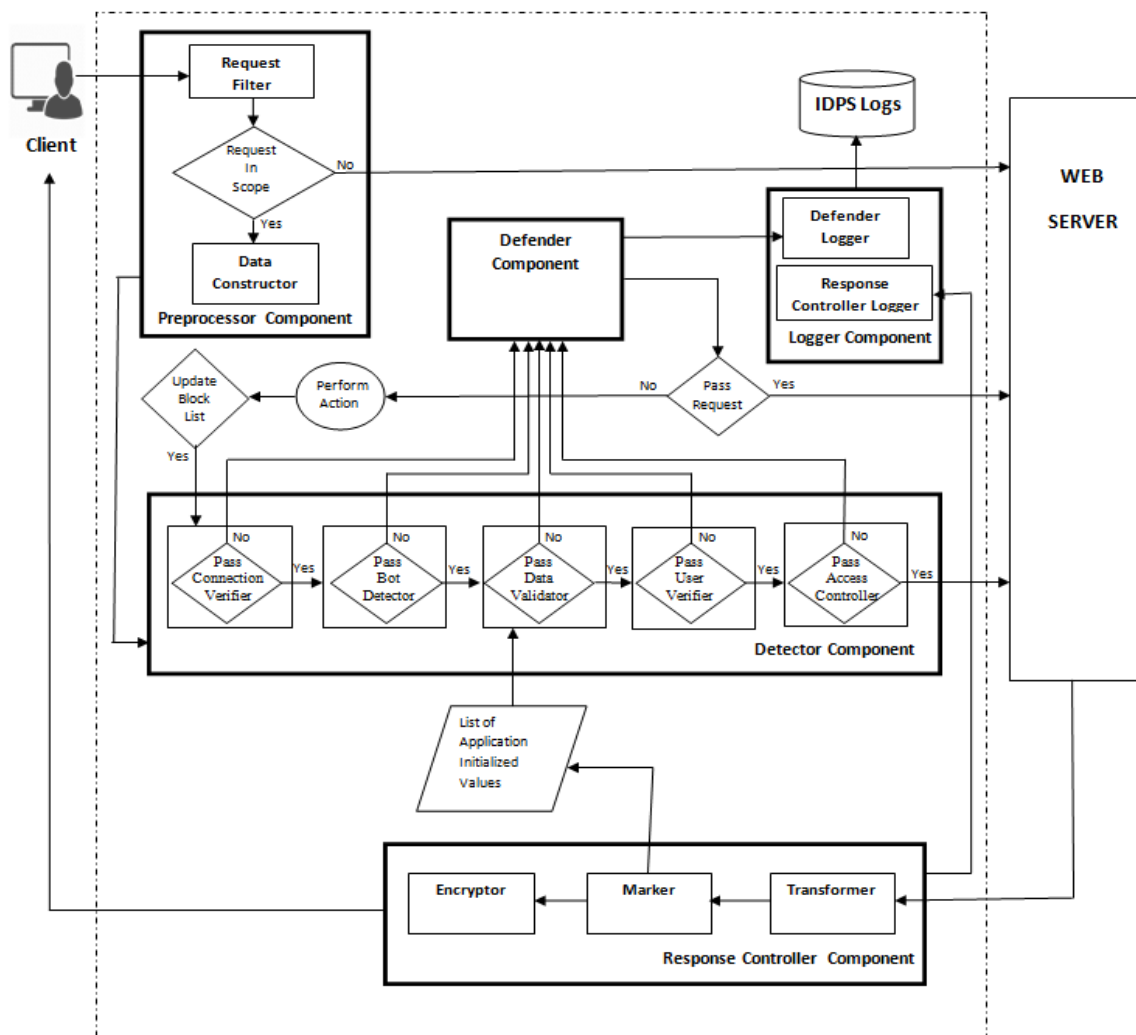 Request
Filter
Client
Request
In
Scope
No
Yes
Data
Constructor
Preprocessor Component
IDPS Logs
WEB
SERVER
Defender
Component
Defender
Logger
Response
Controller Logger
Logger Component
Update
Block
List
Perform
Action
No
Pass
Request
Yes
Yes
No
No
No
No
No
Pass
Connection
Verifier
Yes
Pass
Bot
Detector
Yes
Pass
Data
Validator
Yes
Pass
User
Verifier
Yes
Pass
Access
Controller
Yes
Detector Component
List of
Application
Initialized
Values
Encryptor
Marker
Transformer
Response Controller Component